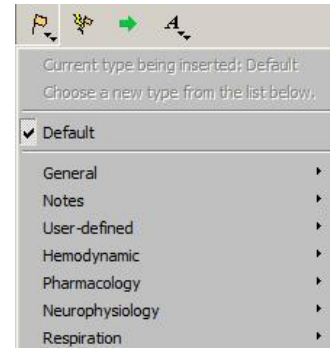 A
Current type being inserted: Default
Choose a new type from the list below.
Default
General
Notes
User-defined
Hemodynamic
Pharmacology
Neurophysiology
Respiration